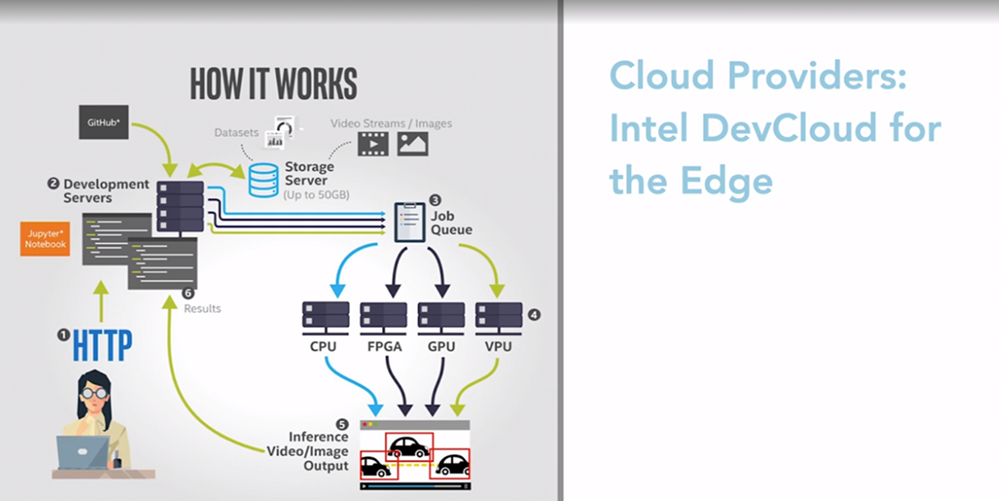 HOW IT WORKS
GitHub*
Datasets
Video Streams / Images
Storage
Server
(Up to 50GB)
2 Development
Servers
Jupyter*
Notebook
3
Job
Queue
6
Results
4
CPU
FPGA
GPU
VPU
1
HTTP
5
Inference
Video/Image
Output
Cloud Providers:
Intel DevCloud for
the Edge